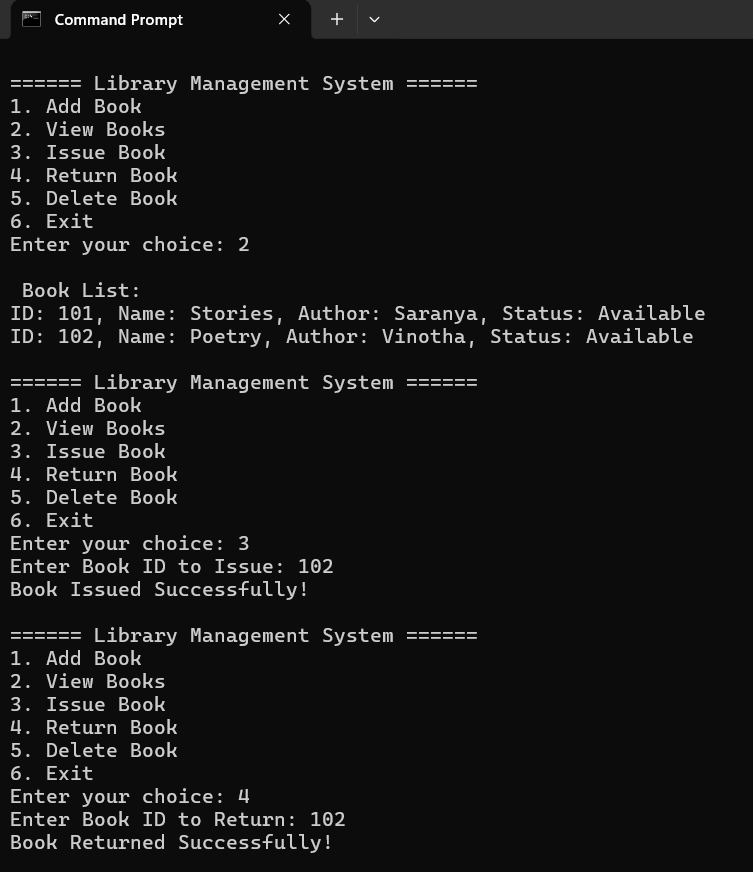 Command Prompt
====== Library Management System ======
1. Add Book
2. View Books
3. Issue Book
4. Return Book
5. Delete Book
6. Exit
Enter your choice: 2
Book List:
ID: 101, Name: Stories, Author: Saranya, Status: Available
ID: 102, Name: Poetry, Author: Vinotha, Status: Available
====== Library Management System ======
1. Add Book
2. View Books
3. Issue Book
4. Return Book
5. Delete Book
6. Exit
Enter your choice: 3
Enter Book ID to Issue: 102
Book Issued Successfully!
====== Library Management System ======
1. Add Book
2. View Books
3. Issue Book
4. Return Book
5. Delete Book
6. Exit
Enter your choice: 4
Enter Book ID to Return: 102
Book Returned Successfully!